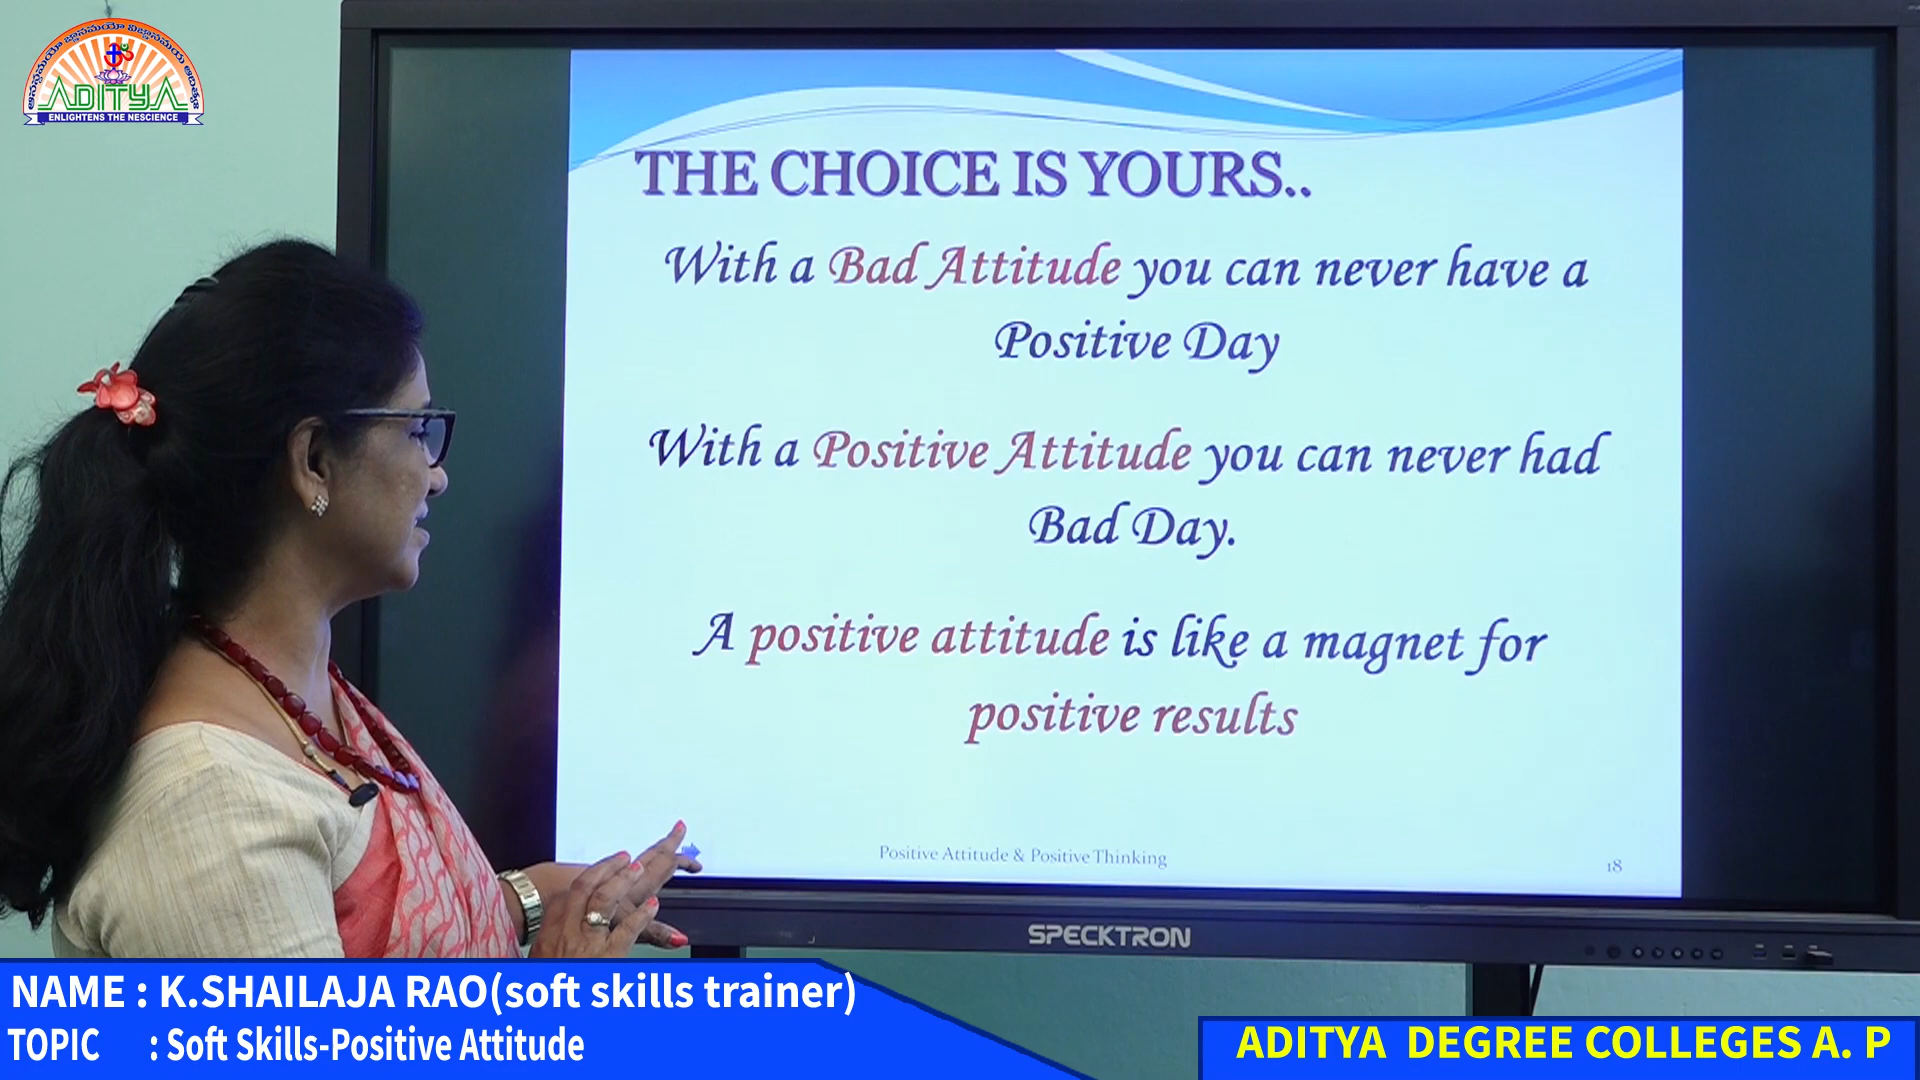 ADITYA
ENLIGHTENS THE NESCIENCE
THE CHOICE IS YOURS..
With a Bad Attitude you can never have a
Positive Day
With a Positive Attitude you can never had
Bad Day.
A positive attitude is like a magnet for
positive results
Positive Attitude & Positive Thinking
18
SPECKTRON
NAME : K.SHAILAJA RAO(soft skills trainer)
TOPIC : Soft Skills-Positive Attitude
ADITYA DEGREE COLLEGES A. P